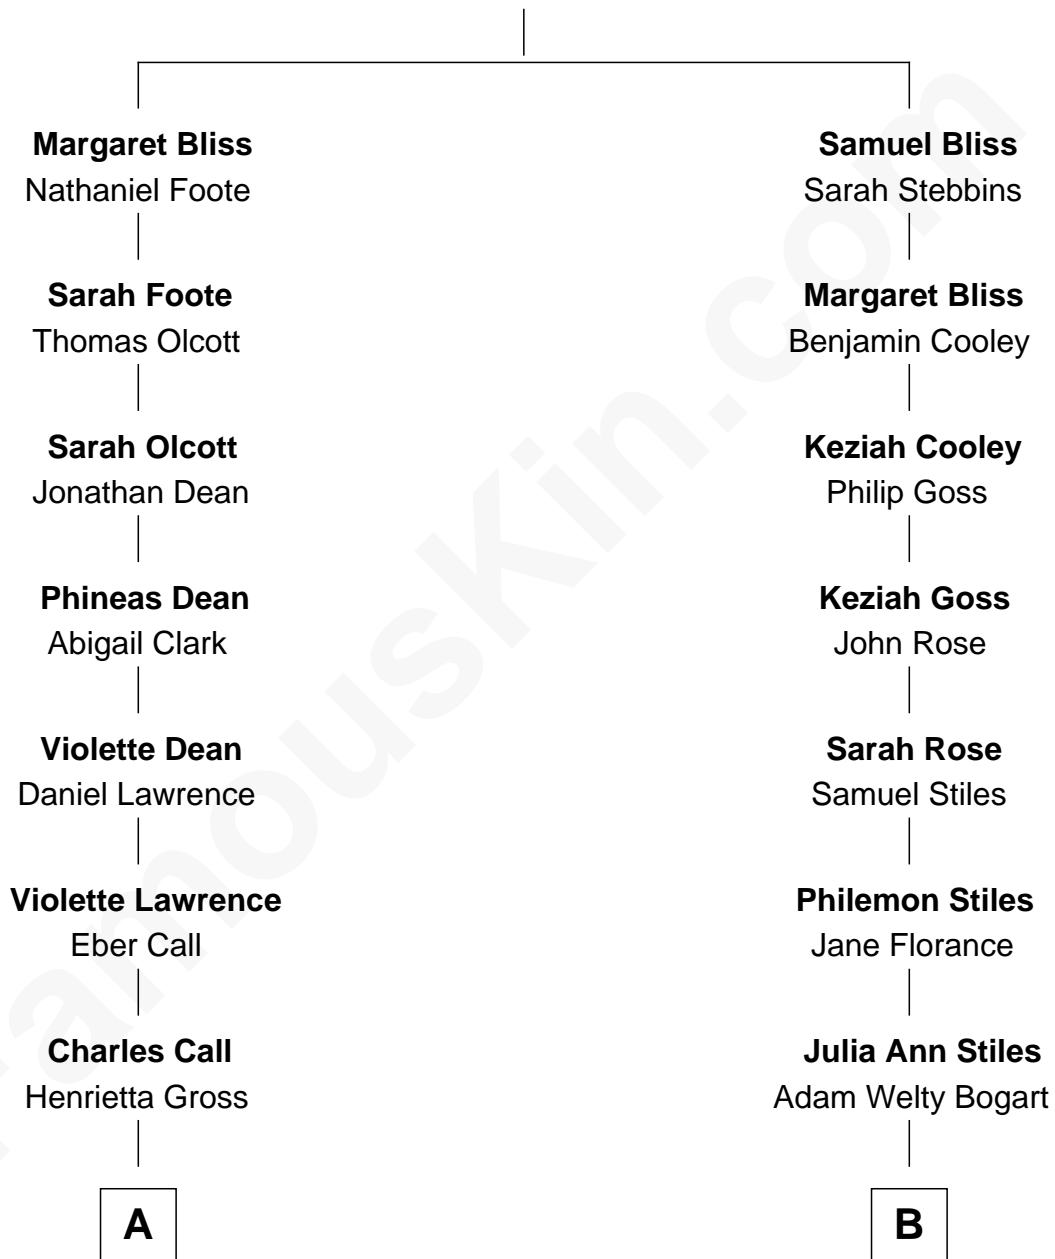 Margaret Bliss
Nathaniel Foote
Samuel Bliss
Sarah Stebbins
Sarah Foote
Thomas Olcott
Margaret Bliss
Benjamin Cooley
Sarah Olcott
Jonathan Dean
Keziah Cooley
Philip Goss
Phineas Dean
Abigail Clark
Keziah Goss
John Rose
Violette Dean
Daniel Lawrence
Sarah Rose
Samuel Stiles
Violette Lawrence
Eber Call
Philemon Stiles
Jane Florance
Charles Call
Henrietta Gross
Julia Ann Stiles
Adam Welty Bogart
A
B
FamousKin.com